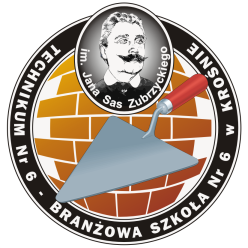 im. Jana Sas Zubrzyckiego
TECHNIKUM Nr 6 - BRANŻOWA SZKOŁA Nr 6 w KROŚNIE